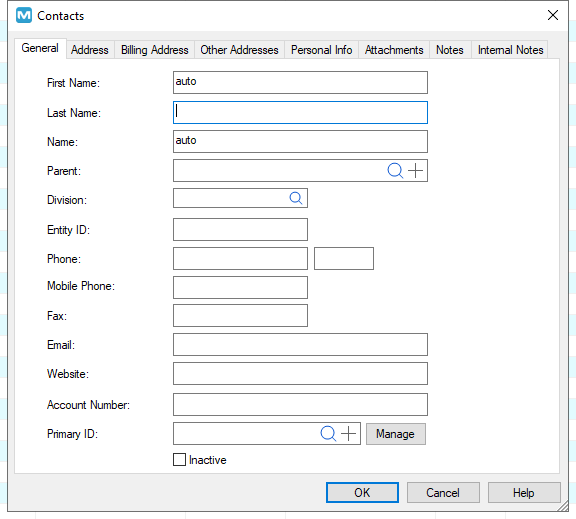 M Contacts
General Address Billing Address Other Addresses Personal Info Attachments Notes Internal Notes
First Name: auto
Last Name:
Name: auto
Parent:
Division:
Entity ID:
Phone:
Mobile Phone:
Fax:
Email:
Website:
Account Number:
Primary ID: Manage
Inactive
OK Cancel Help